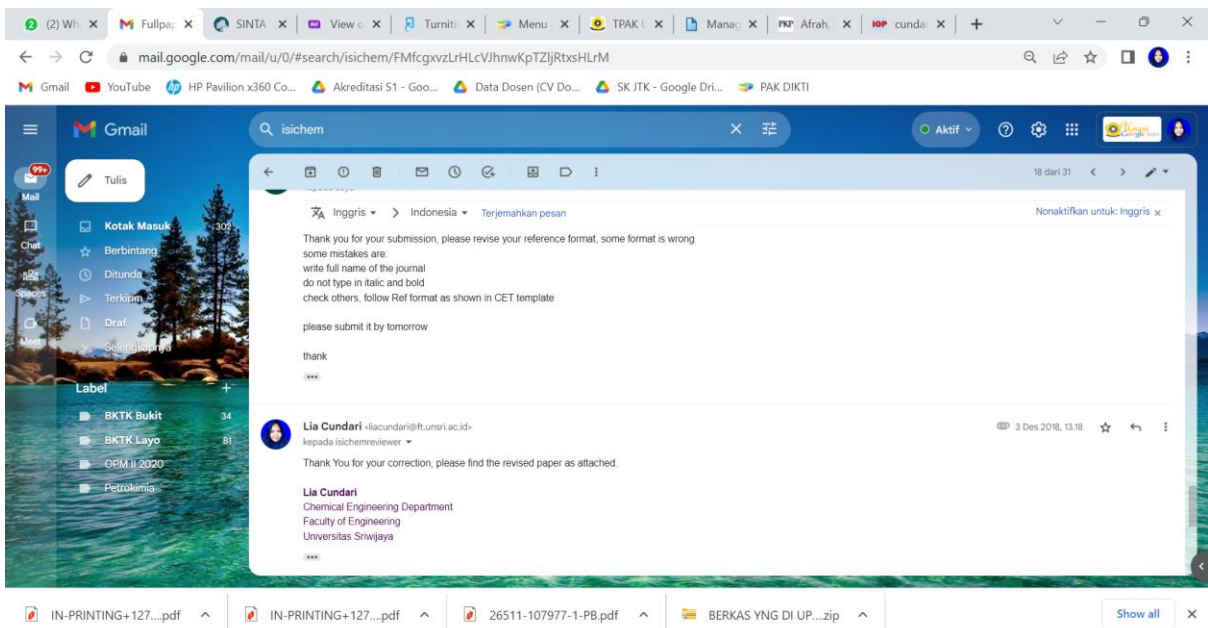 (2) Wh
Fullpap
SINTA
View o
Turniti
Menu
TPAK U
Manag
PKP Afrah,
IOP cundar
mail.google.com/mail/u/0/#search/isichem/FMfcgxvzLrHLcVJhnwKpTZljRtxsHLrM
Gmail YouTube HP Pavilion x360 Co... Akreditasi S1 - Goo... Data Dosen (CV Do... SK JTK - Google Dri... PAK DIKTI
Gmail
isichem
Aktif
99+
Mail
Chat
Spaces
Meet
Tulis
Kotak Masuk 302
Berbintang
Ditunda
Terkirim
Draf
Selengkapnya
Label
BKTK Bukit 34
BKTK Layo 81
OPM II 2020
Petrokimia
18 dari 31
Inggris > Indonesia Terjemahkan pesan
Nonaktifkan untuk: Inggris x
Thank you for your submission, please revise your reference format, some format is wrong
some mistakes are:
write full name of the journal
do not type in italic and bold
check others, follow Ref format as shown in CET template
please submit it by tomorrow
thank
Lia Cundari <liacundari@ft.unsri.ac.id>
3 Des 2018, 13.18
kepada isichemreviewer
Thank You for your correction, please find the revised paper as attached.
Lia Cundari
Chemical Engineering Department
Faculty of Engineering
Universitas Sriwijaya
IN-PRINTING+127....pdf
IN-PRINTING+127....pdf
26511-107977-1-PB.pdf
BERKAS YNG DI UP....zip
Show all